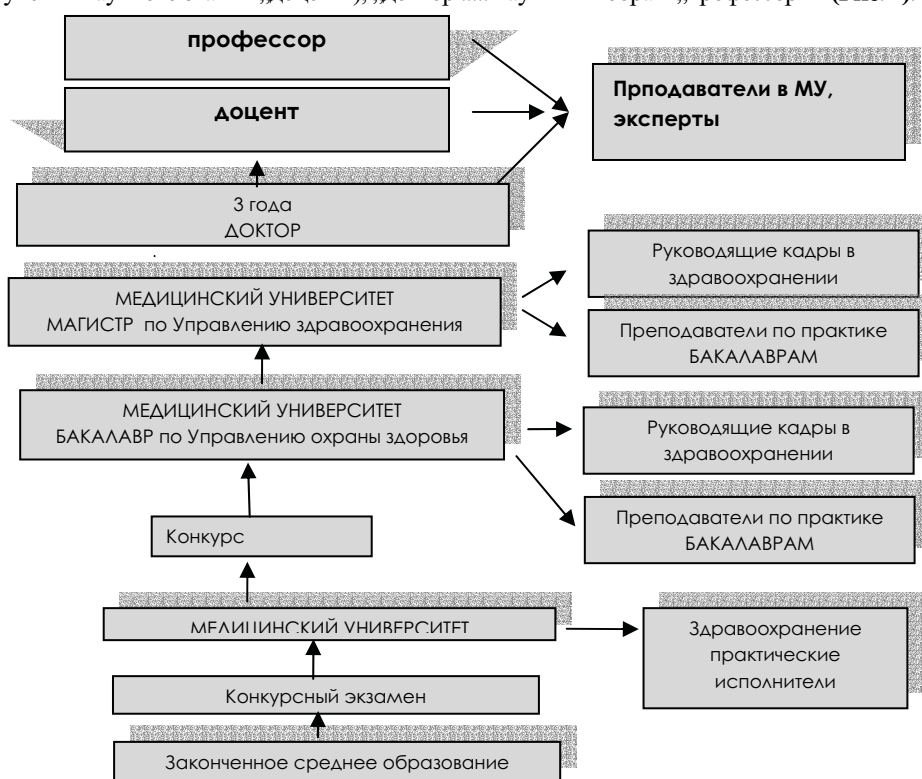 профессор
доцент
Прподаватели в МУ,
эксперты
3 года
ДОКТОР
Руководящие кадры в
здравоохранении
МЕДИЦИНСКИЙ УНИВЕРСИТЕТ
МАГИСТР по Управлению здравоохранения
Преподаватели по практике
БАКАЛАВРАМ
МЕДИЦИНСКИЙ УНИВЕРСИТЕТ
БАКАЛАВР по Управлению охраны здоровья
Руководящие кадры в
здравоохранении
Преподаватели по практике
БАКАЛАВРАМ
Конкурс
МЕДИЦИНСКИЙ УНИВЕРСИТЕТ
Здравоохранение
практические
исполнители
Конкурсный экзамен
Законченное среднее образование